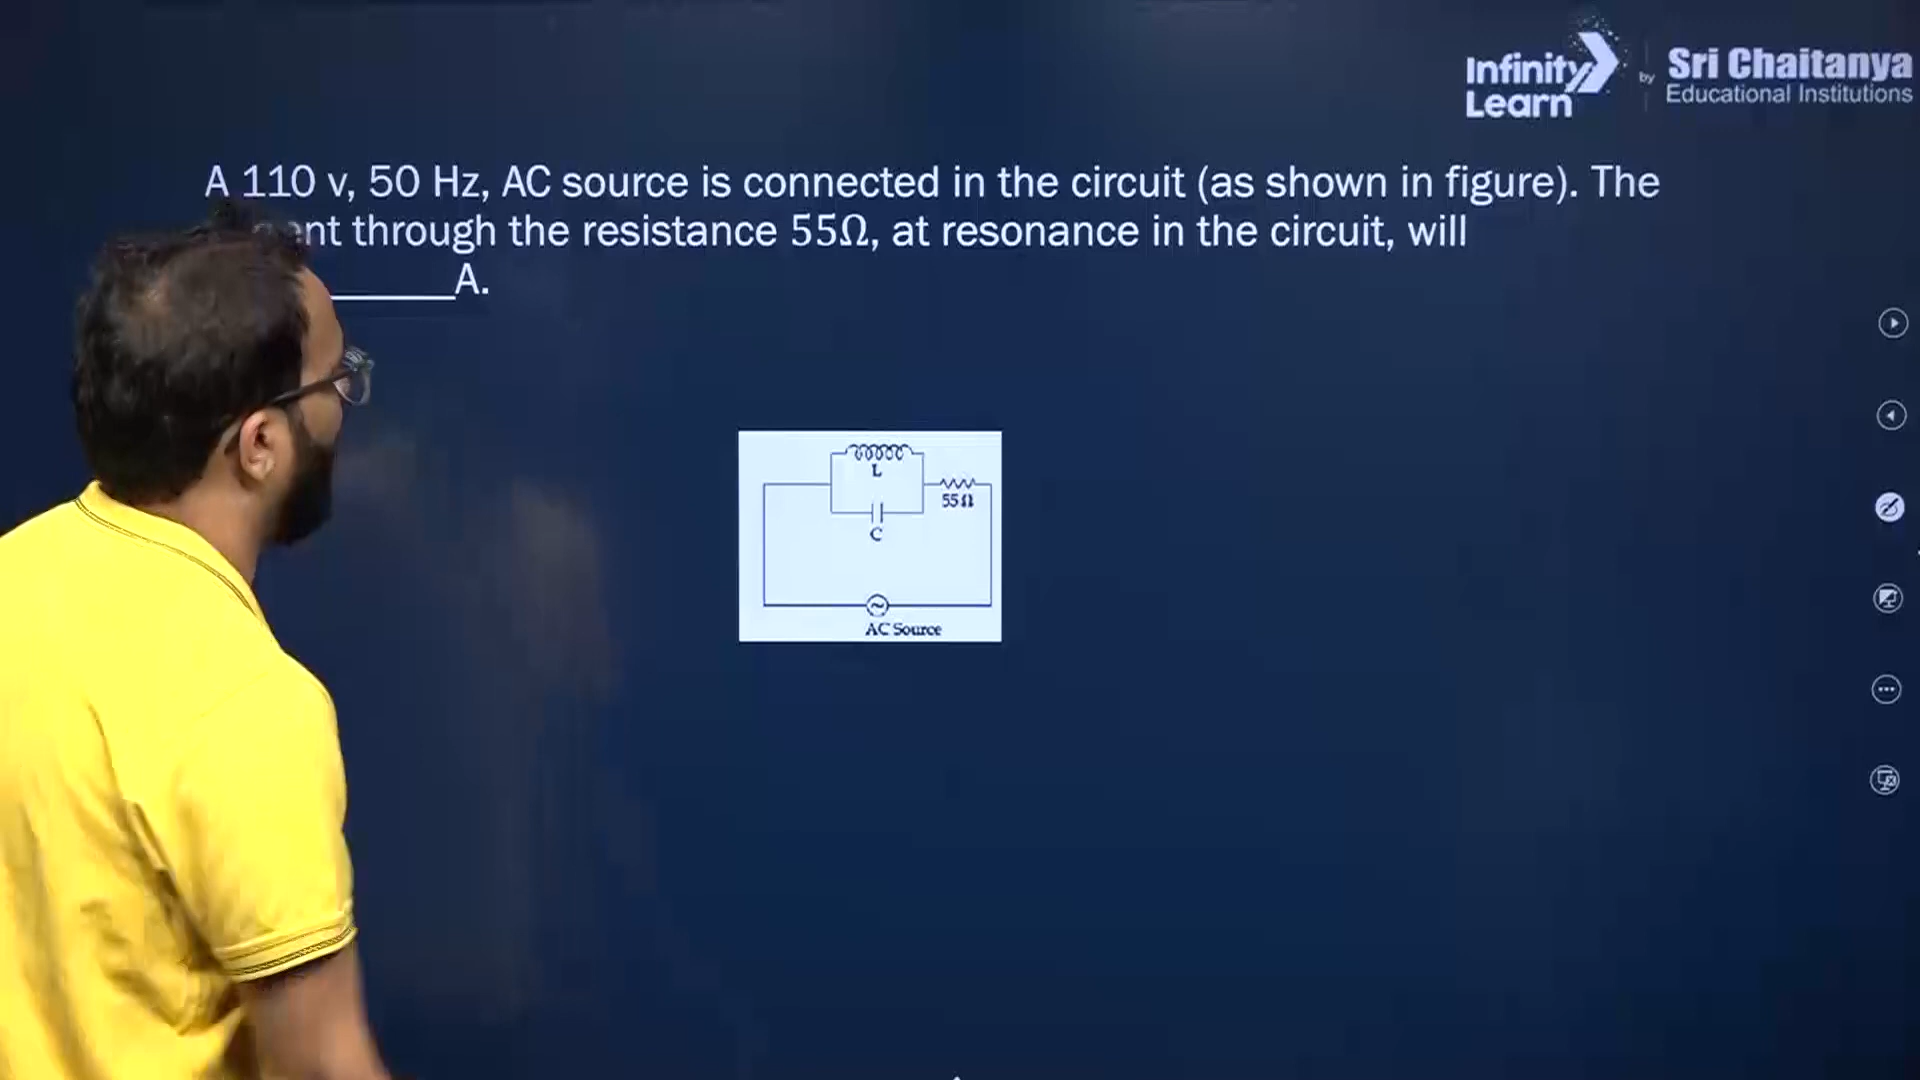 Infinity Learn
by
Sri Chaitanya
Educational Institutions
A 110 v, 50 Hz, AC source is connected in the circuit (as shown in figure). The
through the resistance 55Ω, at resonance in the circuit, will
______A.
L
55Ω
C
AC Source